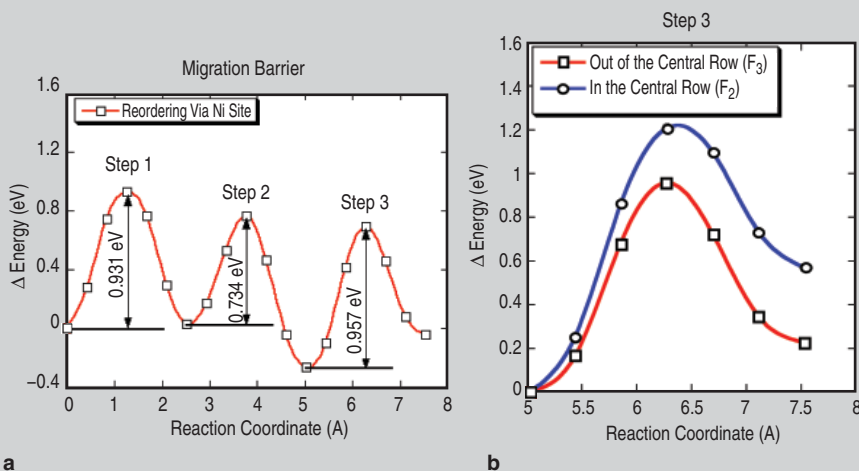 Migration Barrier
Reordering Via Ni Site
Step 1
Step 2
Step 3
0.931 eV
0.734 eV
0.957 eV
Δ Energy (eV)
1.6
1.2
0.8
0.4
0
−0.4
0 1 2 3 4 5 6 7 8
Reaction Coordinate (A)
a
Step 3
Out of the Central Row (F3)
In the Central Row (F2)
Δ Energy (eV)
1.6
1.4
1.2
1
0.8
0.6
0.4
0.2
0
5 5.5 6 6.5 7 7.5 8
Reaction Coordinate (A)
b